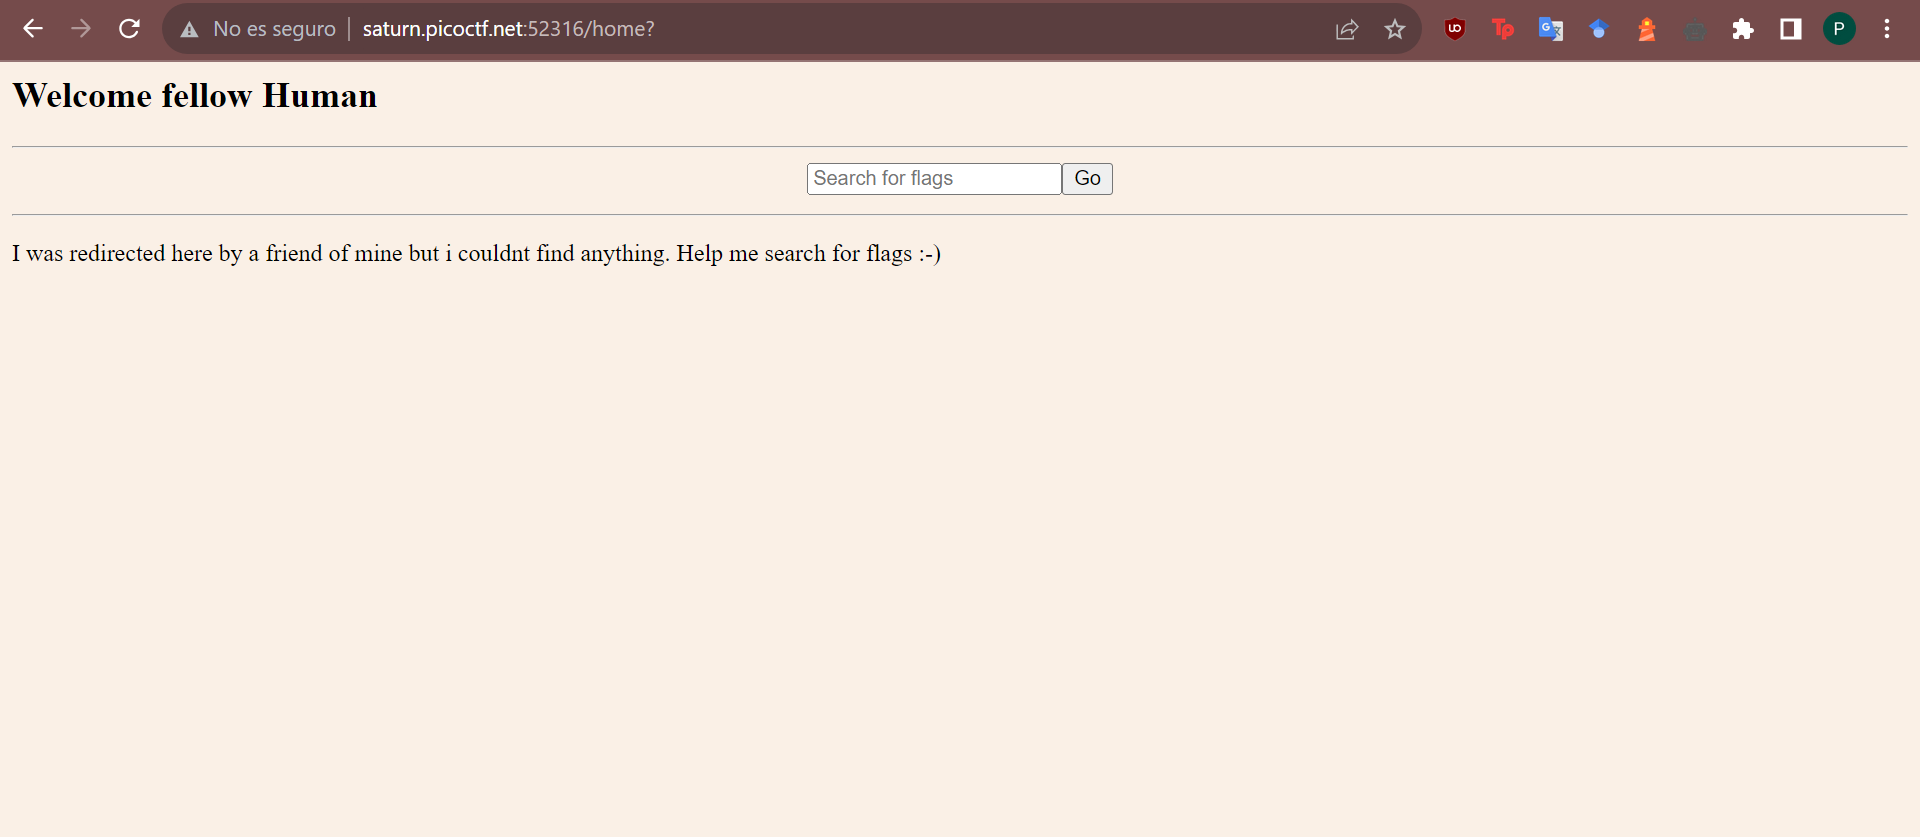 No es seguro saturn.picoctf.net:52316/home? P
Welcome fellow Human
Search for flags Go
I was redirected here by a friend of mine but i couldnt find anything. Help me search for flags :-)